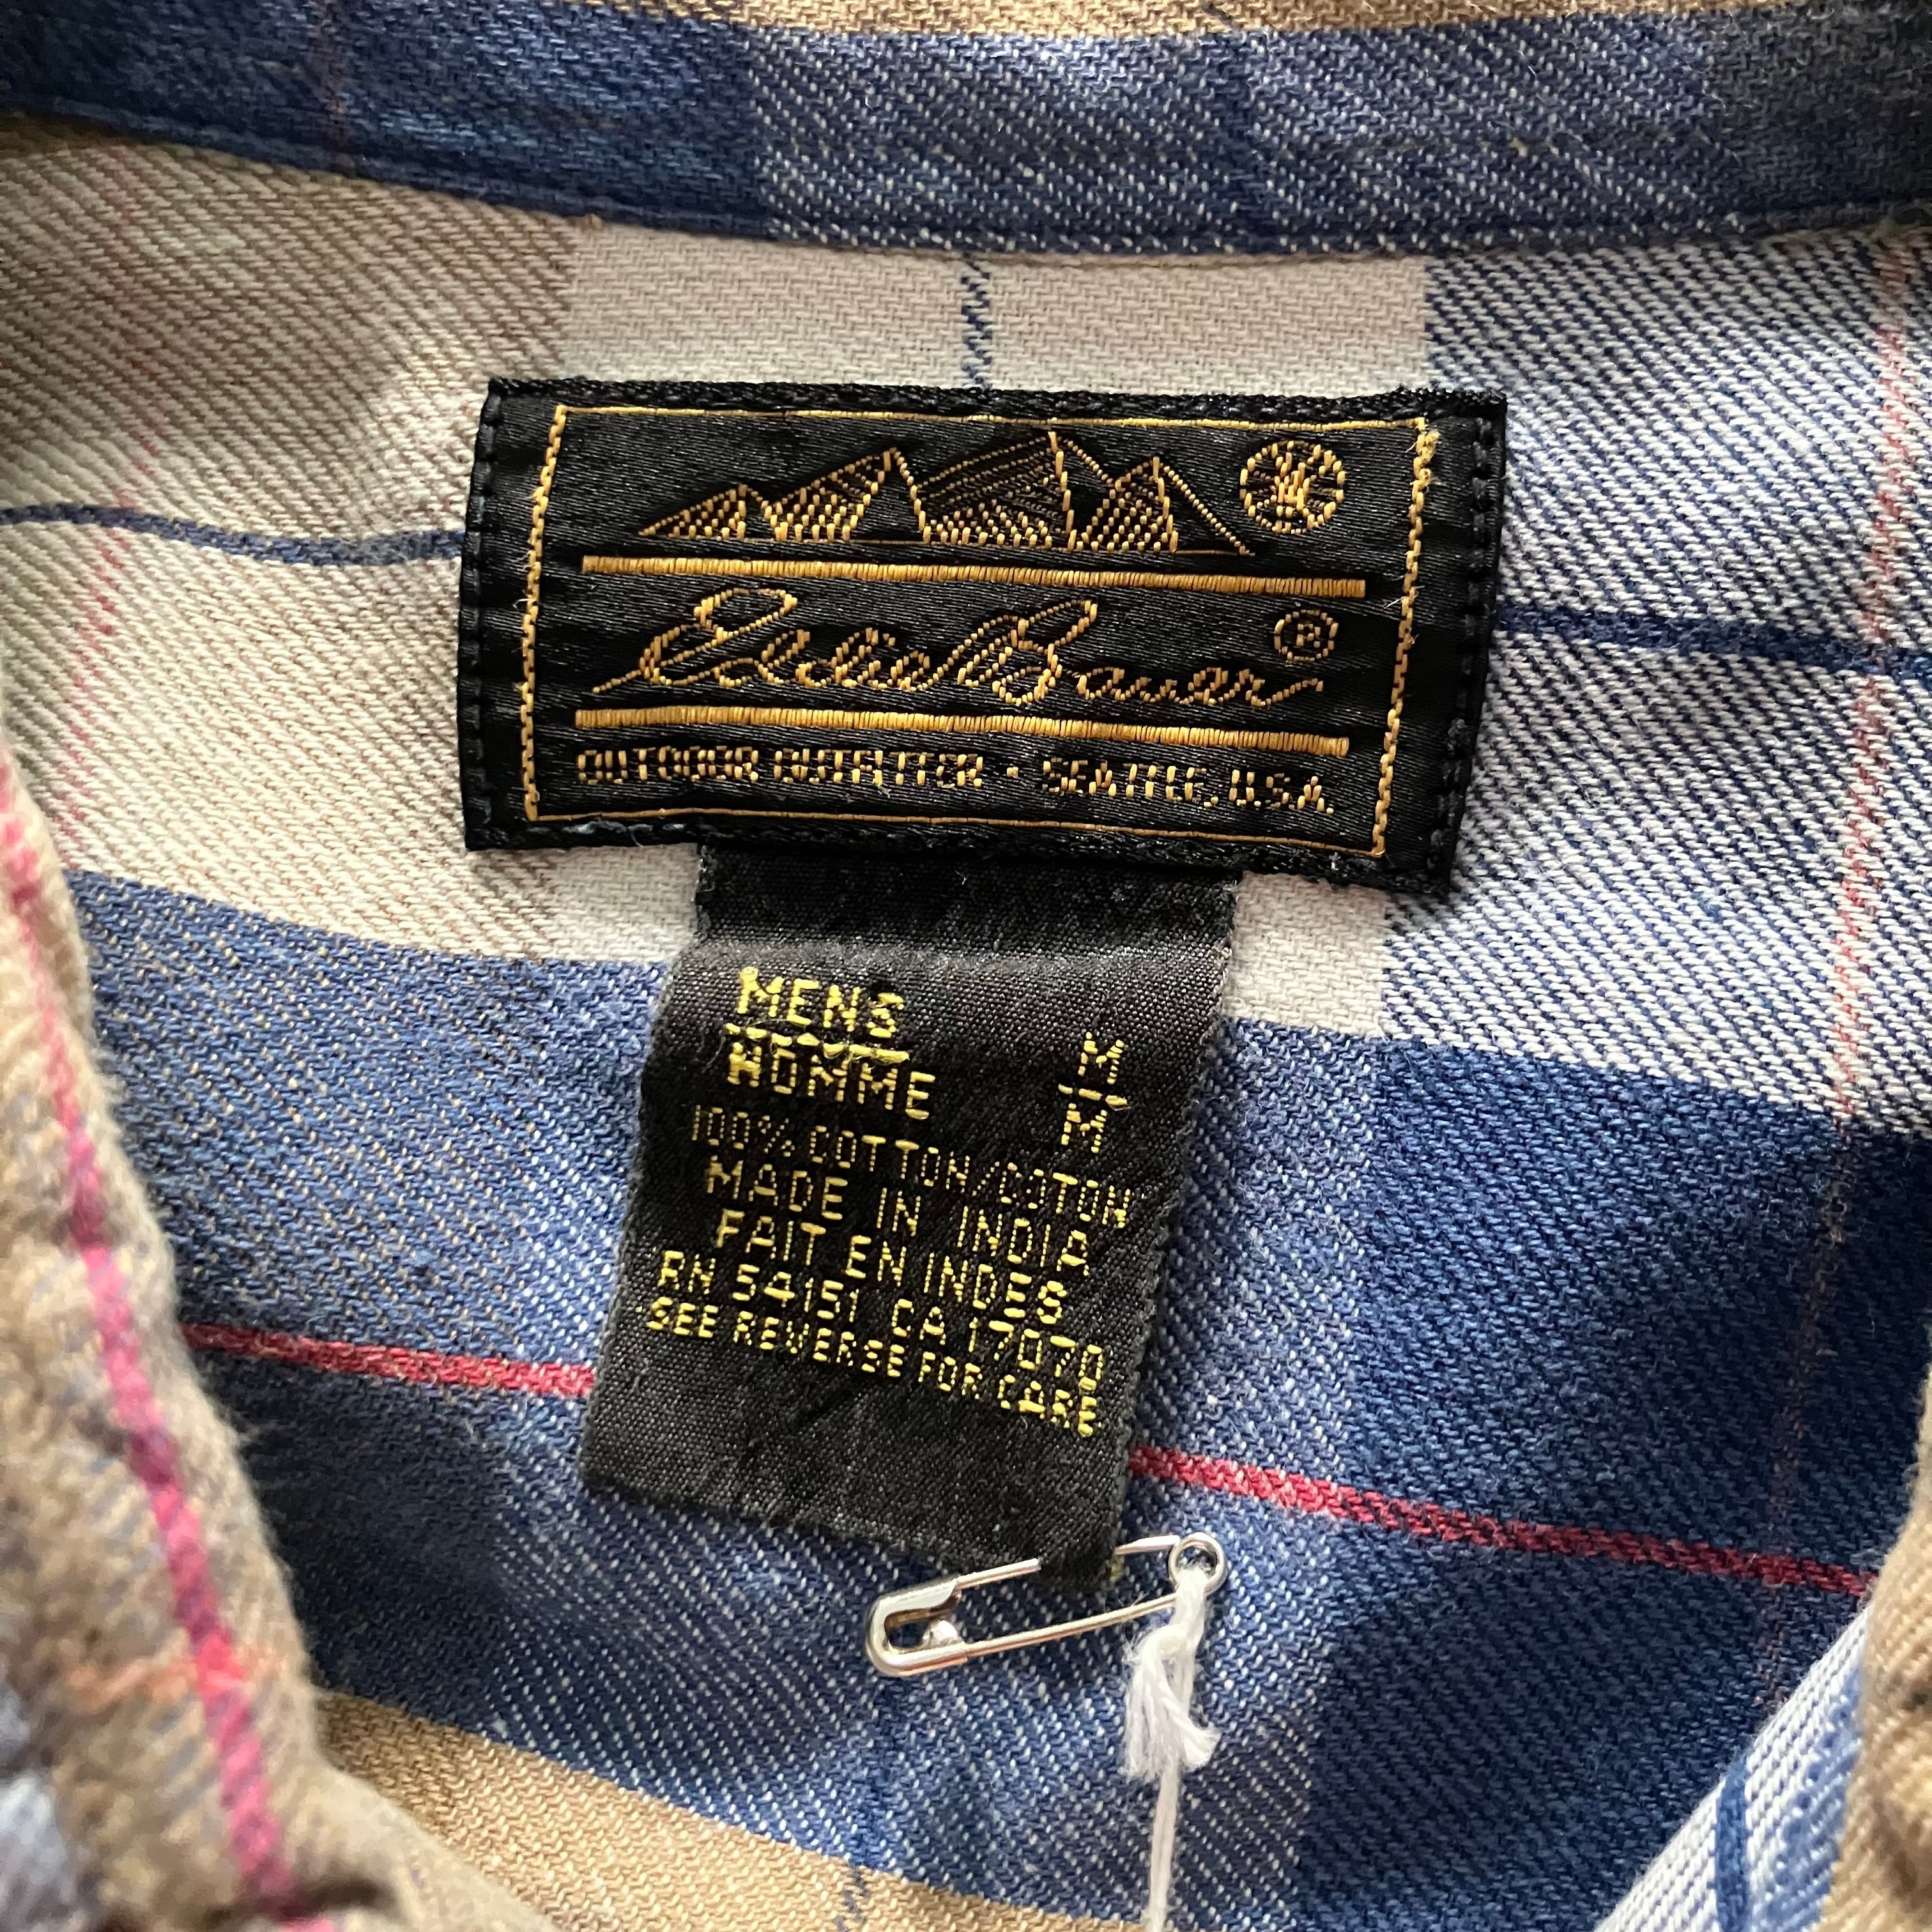 Eddie Bauer®
OUTDOOR OUTFITTER · SEATTLE, U.S.A.
MENS M
HOMME M
100% COTTON/COTON
MADE IN INDIA
FAIT EN INDES
RN 54151 CA 17070
SEE REVERSE FOR CARE